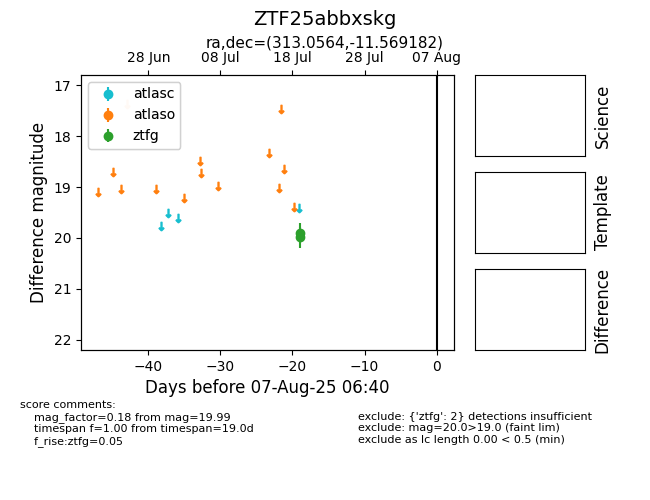 ZTF25abbxskg
ra,dec=(313.0564,-11.569182)
28 Jun 08 Jul 18 Jul 28 Jul 07 Aug
atlasc
atlaso
ztfg
17
18
19
20
21
22
Difference magnitude
−40 −30 −20 −10 0
Days before 07-Aug-25 06:40
Science
Template
Difference
score comments:
mag_factor=0.18 from mag=19.99
timespan f=1.00 from timespan=19.0d
f_rise:ztfg=0.05
exclude: {'ztfg': 2} detections insufficient
exclude: mag=20.0>19.0 (faint lim)
exclude as lc length 0.00 < 0.5 (min)